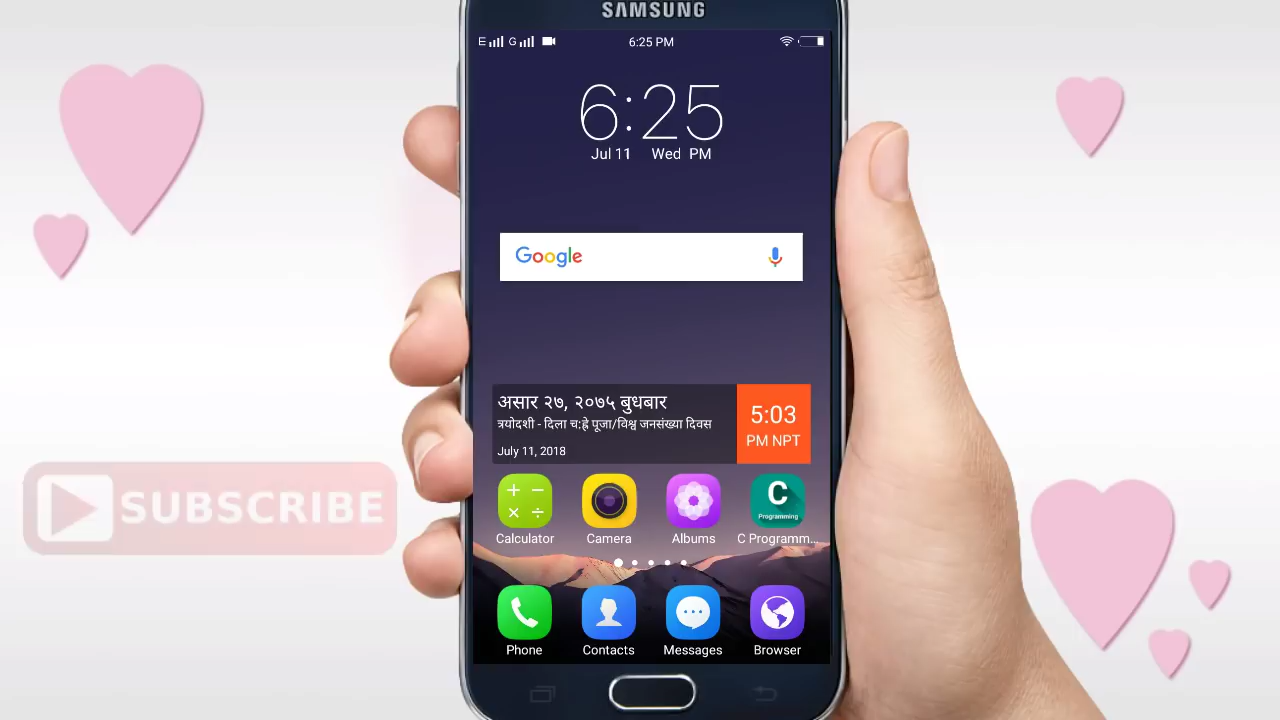 SAMSUNG
E G 6:25 PM
6:25
Jul 11 Wed PM
Google
असार २७, २०७५ बुधबार
त्रयोदशी - दिला च:ह्रे पूजा/विश्व जनसंख्या दिवस
July 11, 2018
5:03
PM NPT
SUBSCRIBE
C
Programming
Calculator Camera Albums C Programm...
Phone Contacts Messages Browser